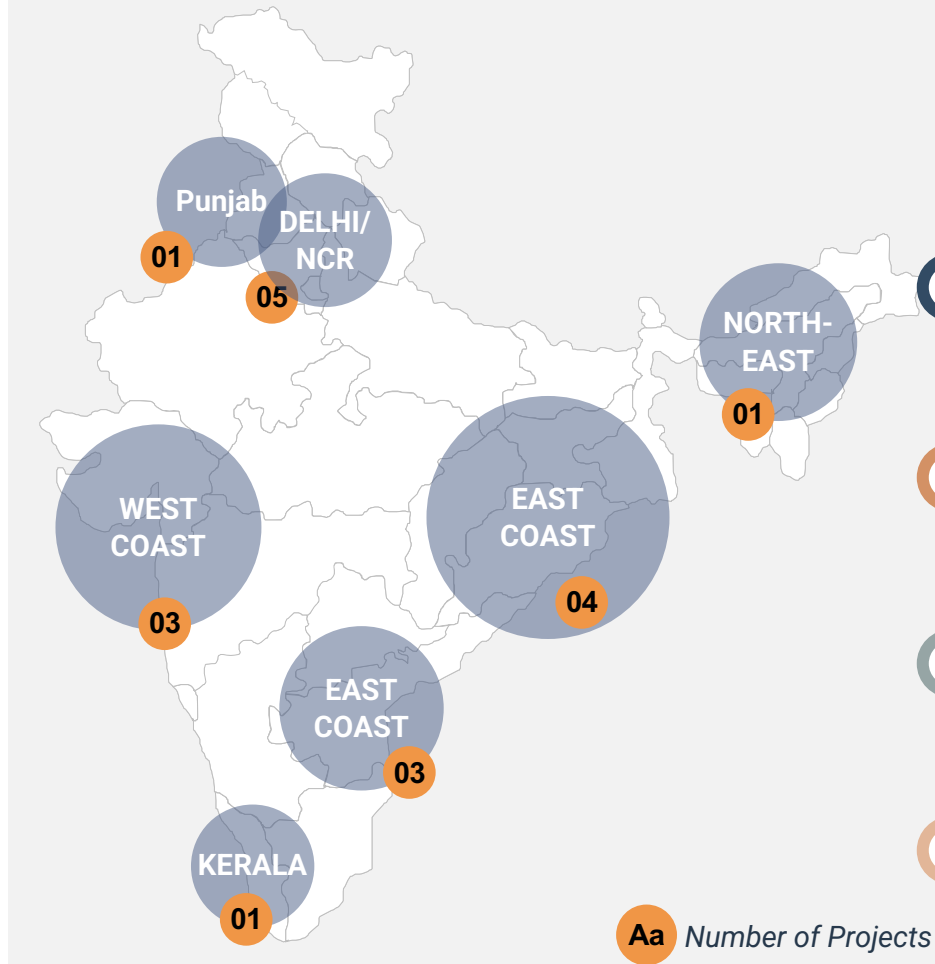 Punjab
01
DELHI/
NCR
05
NORTH-
EAST
01
WEST
COAST
03
EAST
COAST
04
EAST
COAST
03
KERALA
01
Aa Number of Projects